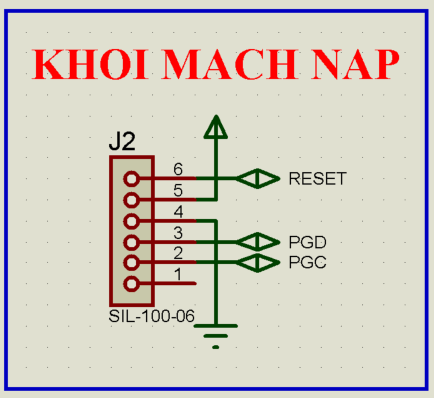 KHOI MACH NAP
J2
6
RESET
5
4
3
PGD
2
PGC
1
SIL-100-06